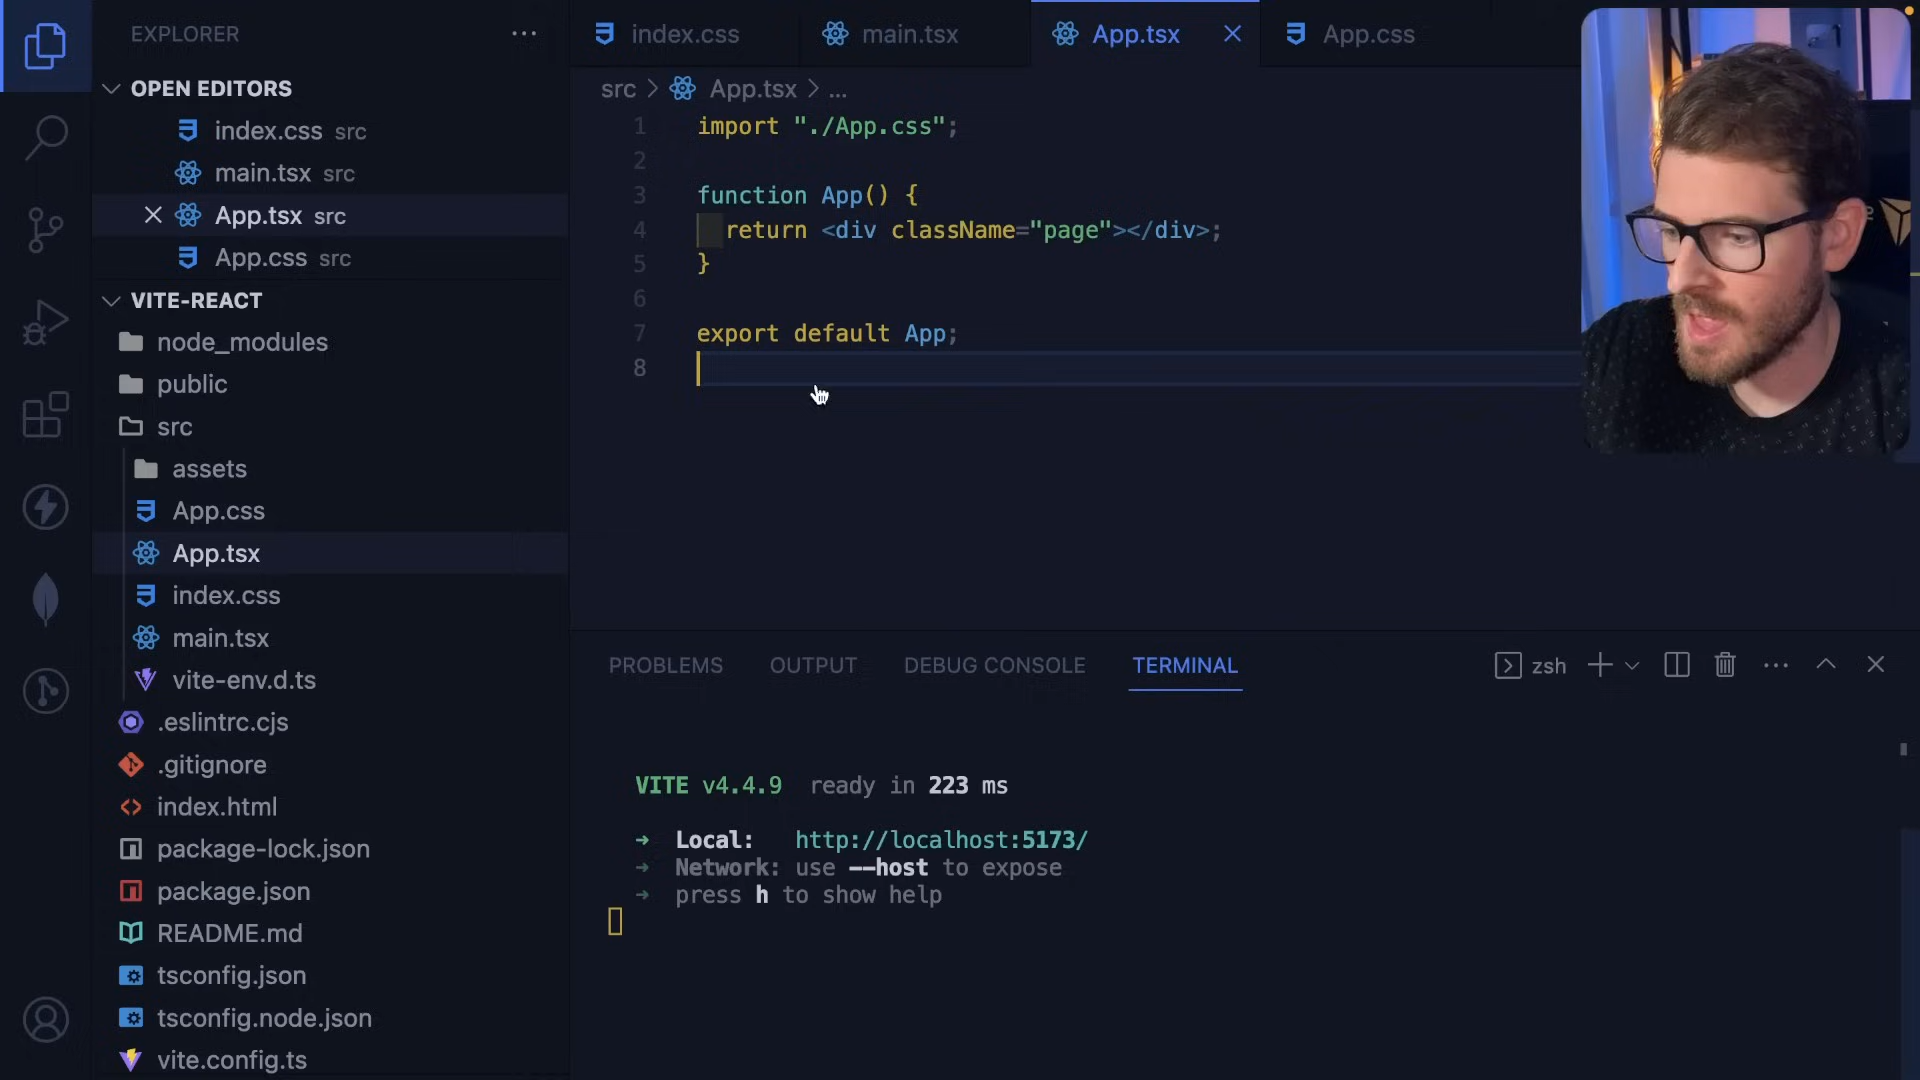 EXPLORER
OPEN EDITORS
index.css src
main.tsx src
App.tsx src
App.css src
VITE-REACT
node_modules
public
src
assets
App.css
App.tsx
index.css
main.tsx
vite-env.d.ts
.eslintrc.cjs
.gitignore
index.html
package-lock.json
package.json
README.md
tsconfig.json
tsconfig.node.json
vite.config.ts
index.css main.tsx App.tsx App.css
src > App.tsx > ...
1 import "./App.css";
2
3 function App() {
4 return <div className="page"></div>;
5 }
6
7 export default App;
8
PROBLEMS OUTPUT DEBUG CONSOLE TERMINAL zsh
VITE v4.4.9 ready in 223 ms
➜ Local: http://localhost:5173/
➜ Network: use --host to expose
➜ press h to show help